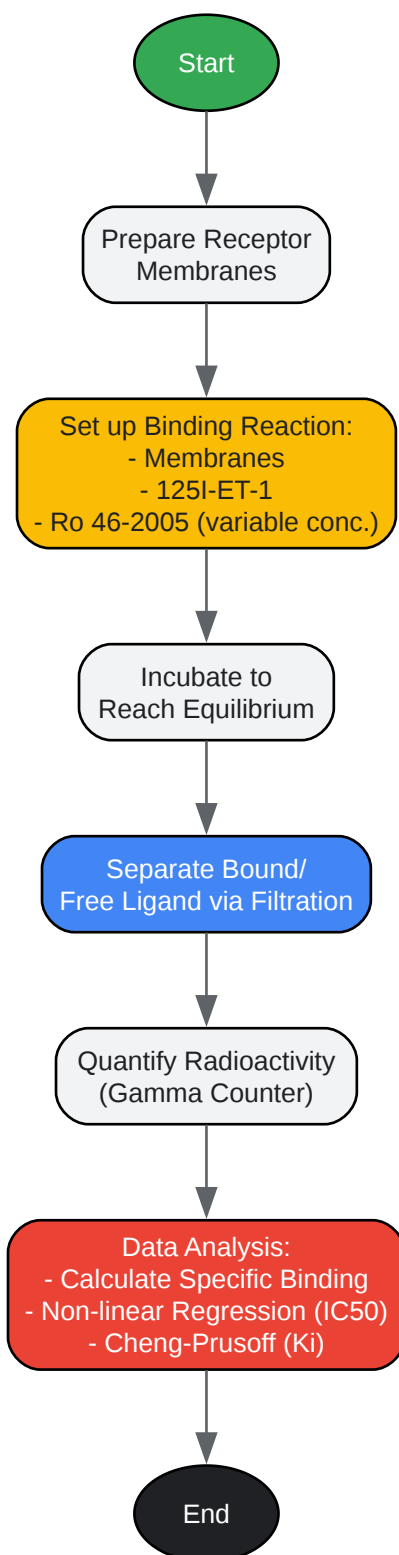 Start
Prepare Receptor
Membranes
Set up Binding Reaction:
- Membranes
- 125I-ET-1
- Ro 46-2005 (variable conc.)
Incubate to
Reach Equilibrium
Separate Bound/
Free Ligand via Filtration
Quantify Radioactivity
(Gamma Counter)
Data Analysis:
- Calculate Specific Binding
- Non-linear Regression (IC50)
- Cheng-Prusoff (Ki)
End